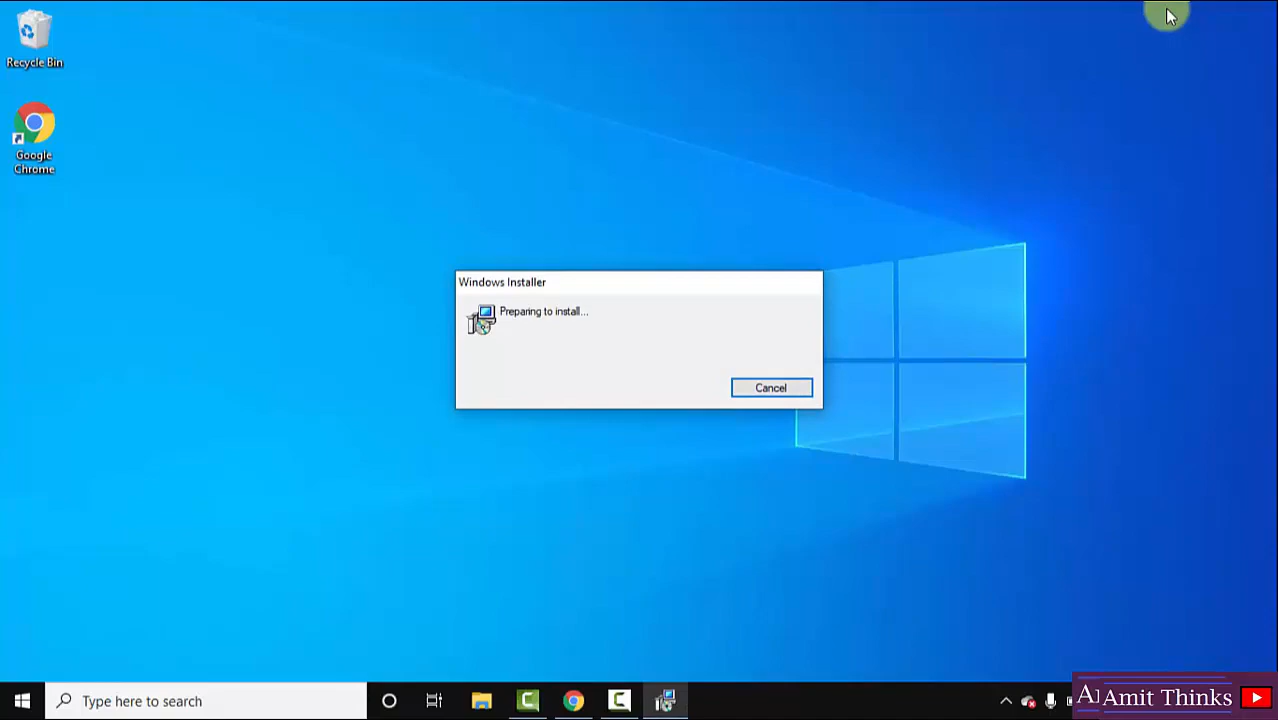 Recycle Bin
Google
Chrome
Windows Installer
Preparing to install...
Cancel
Type here to search
Amit Thinks